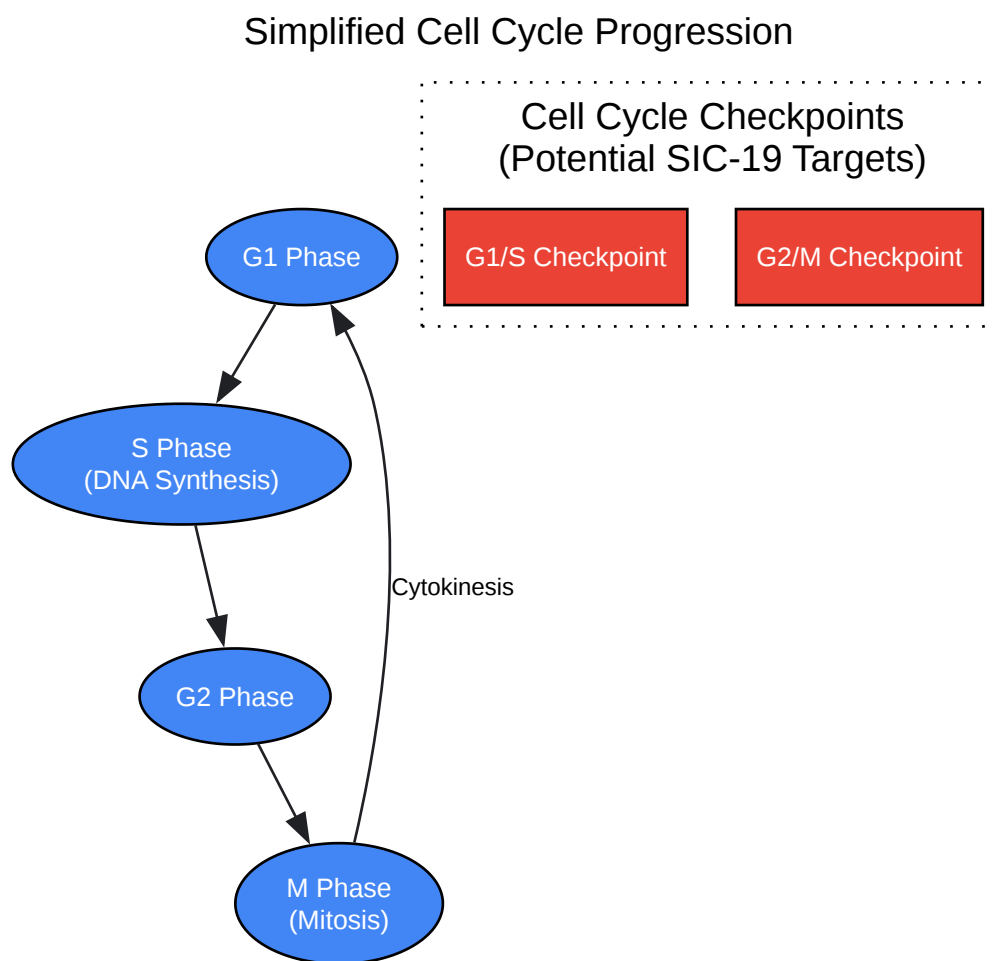 Simplified Cell Cycle Progression
Cell Cycle Checkpoints
(Potential SIC-19 Targets)
G1 Phase
G1/S Checkpoint
G2/M Checkpoint
S Phase
(DNA Synthesis)
Cytokinesis
G2 Phase
M Phase
(Mitosis)